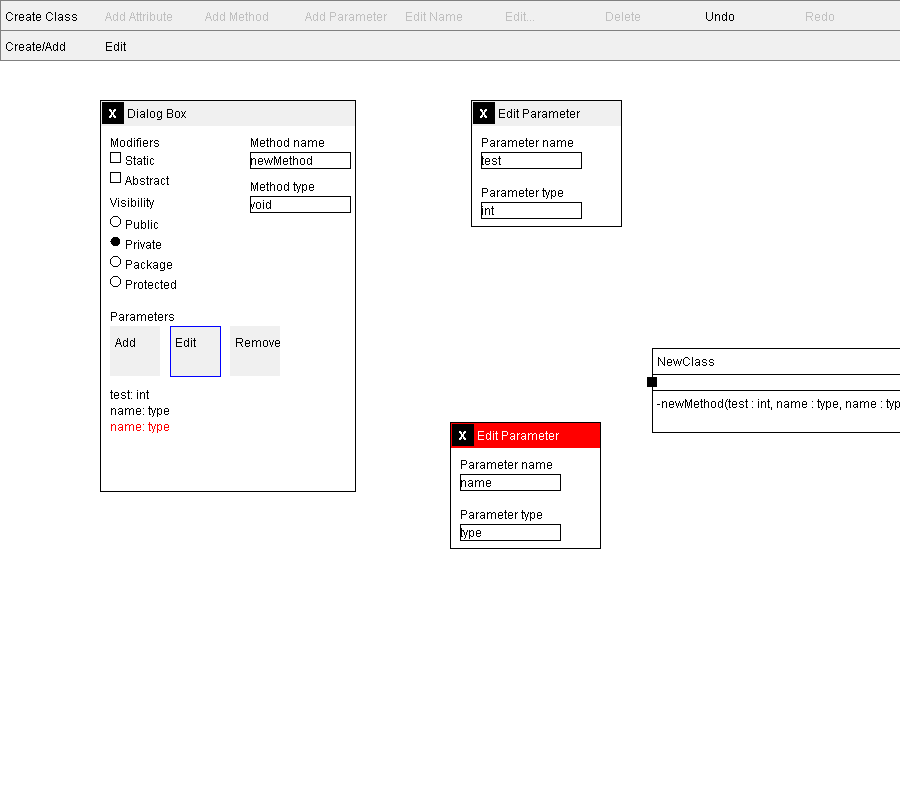 Create Class Add Attribute Add Method Add Parameter Edit Name Edit... Delete Undo Redo
Create/Add Edit
X Dialog Box
Modifiers
Static
Abstract
Visibility
Public
Private
Package
Protected
Method name
newMethod
Method type
void
Parameters
Add Edit Remove
test: int
name: type
name: type
X Edit Parameter
Parameter name
test
Parameter type
int
NewClass
-newMethod(test : int, name : type, name : typ
X Edit Parameter
Parameter name
name
Parameter type
type